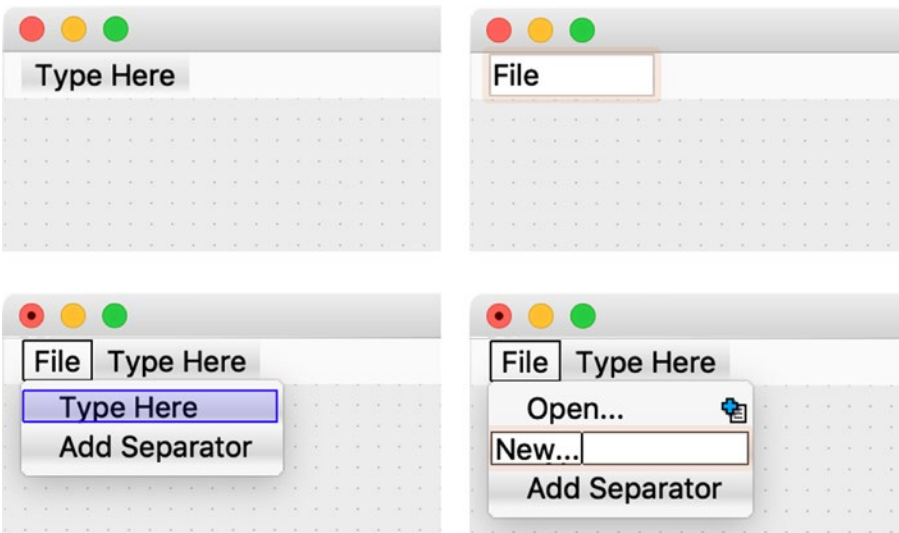 Type Here
File
File Type Here
Type Here
Add Separator
File Type Here
Open...
New...
Add Separator